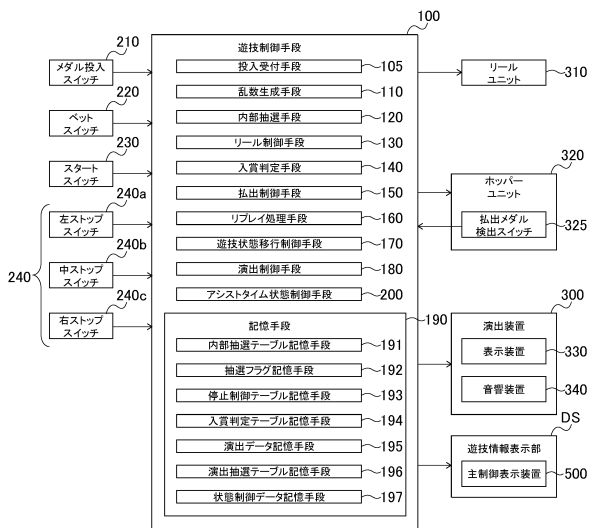 100
遊技制御手段
210
メダル投入
スイッチ
220
ベット
スイッチ
230
スタート
スイッチ
240
240a
左ストップ
スイッチ
240b
中ストップ
スイッチ
240c
右ストップ
スイッチ
投入受付手段
105
乱数生成手段
110
内部抽選手段
120
リール制御手段
130
入賞判定手段
140
払出制御手段
150
リプレイ処理手段
160
遊技状態移行制御手段
170
演出制御手段
180
アシストタイム状態制御手段
200
190
記憶手段
内部抽選テーブル記憶手段
191
抽選フラグ記憶手段
192
停止制御テーブル記憶手段
193
入賞判定テーブル記憶手段
194
演出データ記憶手段
195
演出抽選テーブル記憶手段
196
状態制御データ記憶手段
197
リール
ユニット
310
320
ホッパー
ユニット
払出メダル
検出スイッチ
325
300
演出装置
表示装置
330
音響装置
340
DS
遊技情報表示部
主制御表示装置
500